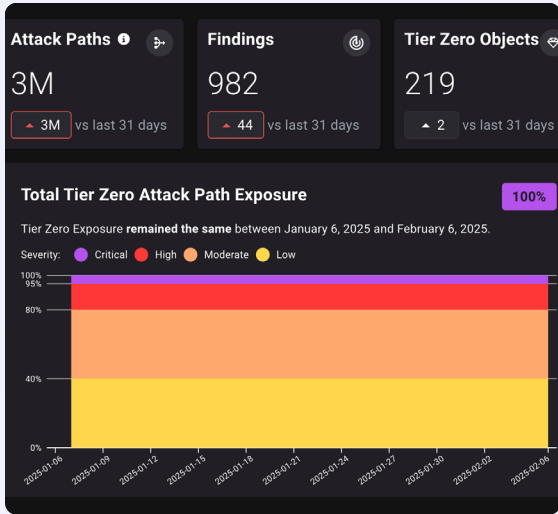 Attack Paths
3M
3M vs last 31 days
Findings
982
44 vs last 31 days
Tier Zero Objects
219
2 vs last 31 days
Total Tier Zero Attack Path Exposure
100%
Tier Zero Exposure remained the same between January 6, 2025 and February 6, 2025.
Severity: Critical High Moderate Low
100%
95%
80%
40%
0%
2025-01-06 2025-01-09 2025-01-12 2025-01-15 2025-01-18 2025-01-21 2025-01-24 2025-01-27 2025-01-30 2025-02-02 2025-02-06